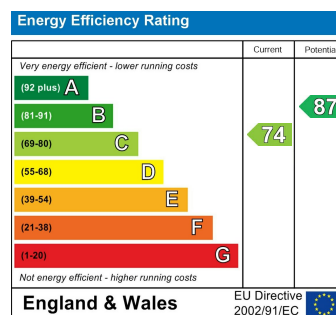 Energy Efficiency Rating
Current Potentia
Very energy efficient - lower running costs
(92 plus) A
(81-91) B
87
(69-80) C
74
(55-68) D
(39-54) E
(21-38) F
(1-20) G
Not energy efficient - higher running costs
England & Wales
EU Directive
2002/91/EC